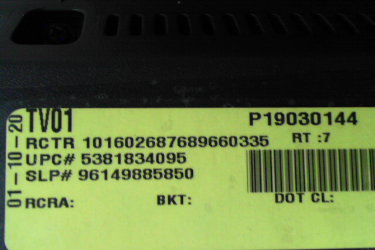 TV01 P19030144
RCTR 101602687689660335 RT :7
UPC# 5381834095
SLP# 96149885850
RCRA: BKT: DOT CL:
01-10-20